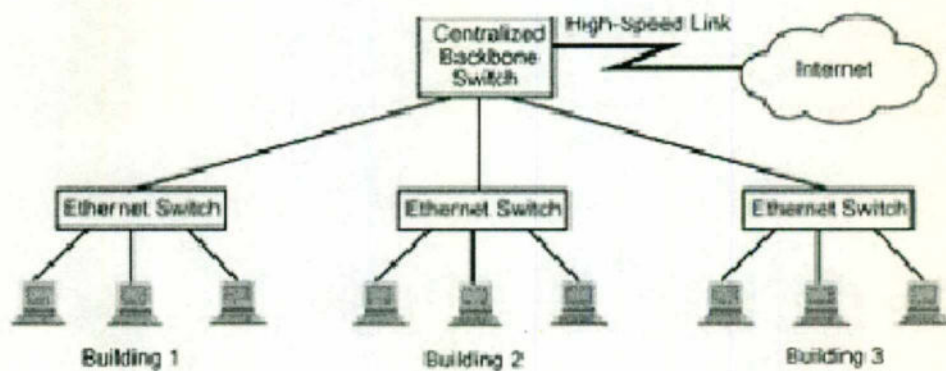 High-Speed Link
Centralized
Backbone
Switch
Internet
Ethernet Switch
Ethernet Switch
Ethernet Switch
Building 1
Building 2
Building 3